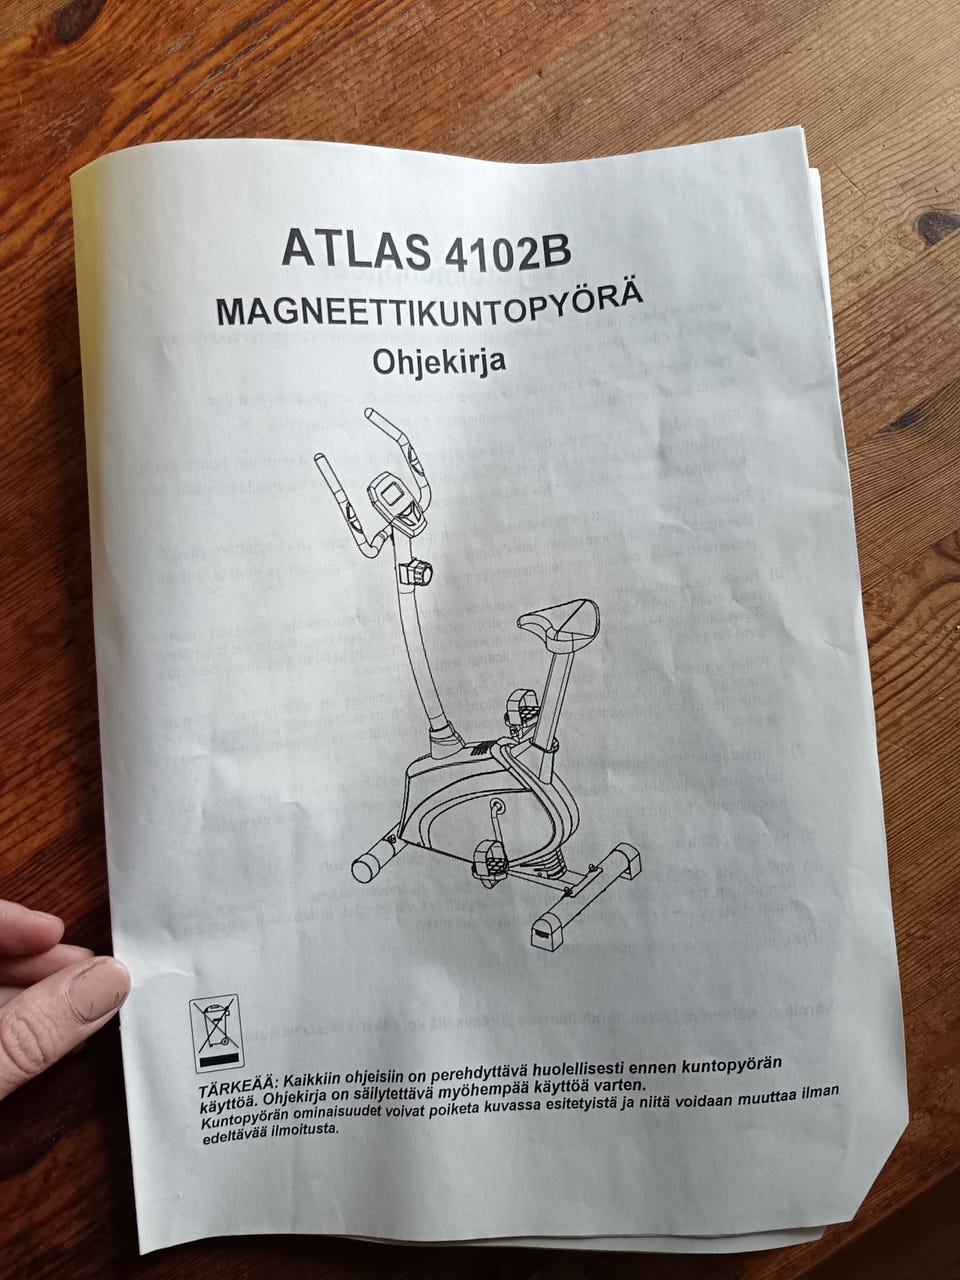 ATLAS 4102B
MAGNEETTIKUNTOPYÖRÄ
Ohjekirja
TÄRKEÄÄ: Kaikkiin ohjeisiin on perehdyttävä huolellisesti ennen kuntopyörän
käyttöä. Ohjekirja on säilytettävä myöhempää käyttöä varten.
Kuntopyörän ominaisuudet voivat poiketa kuvassa esitetyistä ja niitä voidaan muuttaa ilman
edeltävää ilmoitusta.